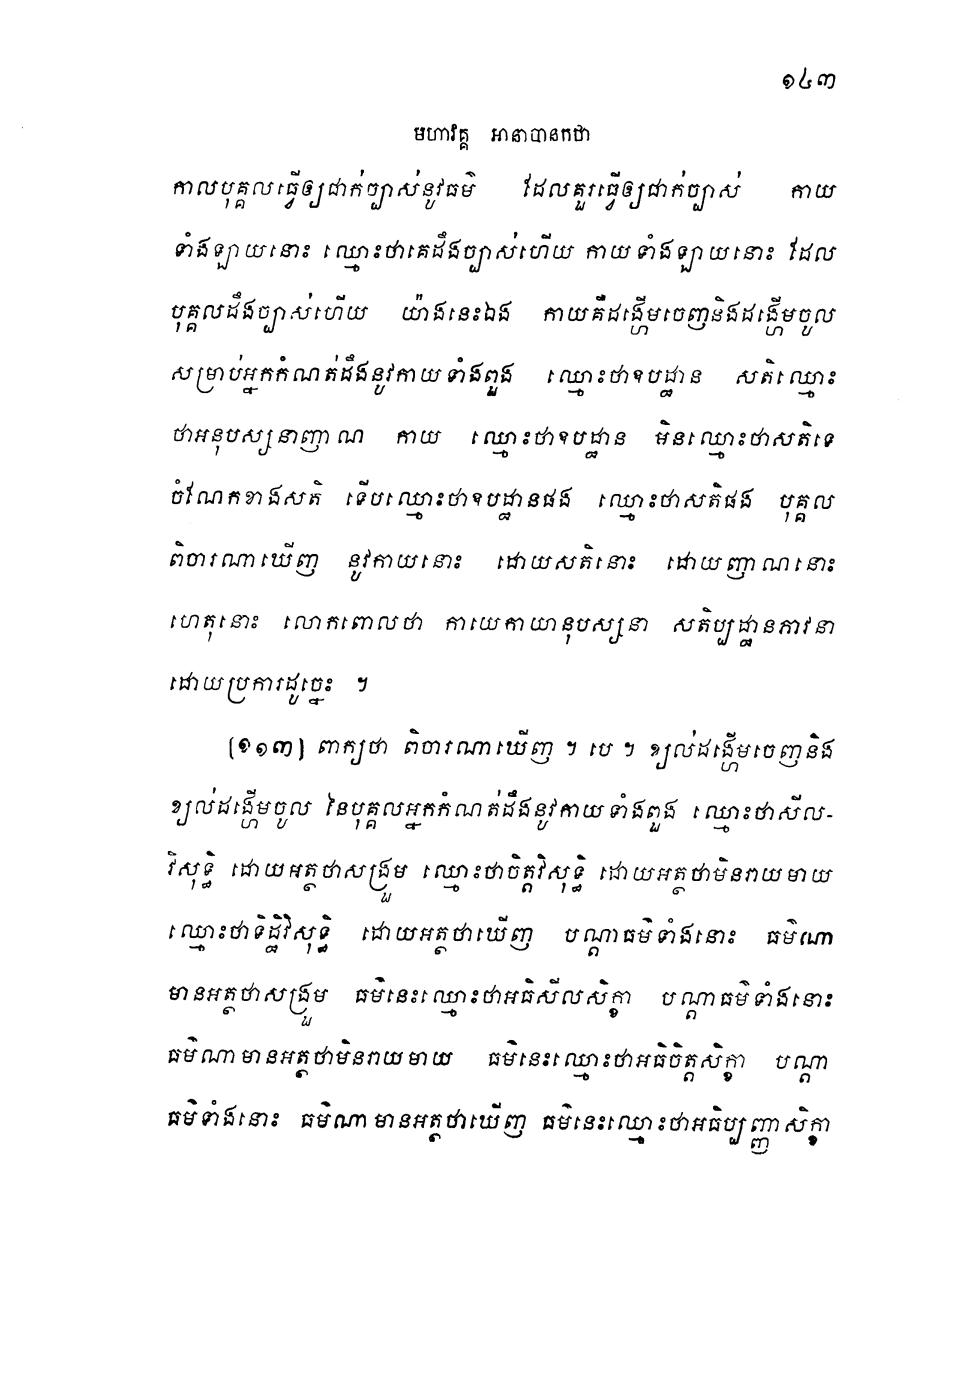 ១៤៣
មហាវគ្គ អានាបានកថា
កាលបុគ្គលធ្វើឲ្យជាក់ច្បាស់នូវធម៌ ដែលគួរធ្វើឲ្យជាក់ច្បាស់ កាយ
ទាំងឡាយនោះ ឈ្មោះថាគេដឹងច្បាស់ហើយ កាយទាំងឡាយនោះ ដែល
បុគ្គលដឹងច្បាស់ហើយ យ៉ាងនេះឯង កាយគឺដង្ហើមចេញនិងដង្ហើមចូល
សម្រាប់អ្នកកំណត់ដឹងនូវកាយទាំងពួង ឈ្មោះថាឧបដ្ឋាន សតិឈ្មោះ
ថាអនុបស្សនាញាណ កាយ ឈ្មោះថាឧបដ្ឋាន មិនឈ្មោះថាសតិទេ
ចំណែកខាងសតិ ទើបឈ្មោះថាឧបដ្ឋានផង ឈ្មោះថាសតិផង បុគ្គល
ពិចារណាឃើញ នូវកាយនោះ ដោយសតិនោះ ដោយញាណនោះ
ហេតុនោះ លោកពោលថា កាយេកាយានុបស្សនា សតិប្បដ្ឋានភាវនា
ដោយប្រការដូច្នេះ ។
[១១៣] ពាក្យថា ពិចារណាឃើញ ។ បេ ។ ខ្យល់ដង្ហើមចេញនិង
ខ្យល់ដង្ហើមចូល នៃបុគ្គលអ្នកកំណត់ដឹងនូវកាយទាំងពួង ឈ្មោះថាសីល-
វិសុទ្ធិ ដោយអត្ថថាសង្រួម ឈ្មោះថាចិត្តវិសុទ្ធិ ដោយអត្ថថាមិនរាយមាយ
ឈ្មោះថាទិដ្ឋិវិសុទ្ធិ ដោយអត្ថថាឃើញ បណ្តាធម៌ទាំងនោះ ធម៌ណា
មានអត្ថថាសង្រួម ធម៌នេះឈ្មោះថាអធិសីលសិក្ខា បណ្តាធម៌ទាំងនោះ
ធម៌ណាមានអត្ថថាមិនរាយមាយ ធម៌នេះឈ្មោះថាអធិចិត្តសិក្ខា បណ្តា
ធម៌ទាំងនោះ ធម៌ណាមានអត្ថថាឃើញ ធម៌នេះឈ្មោះថាអធិប្បញ្ញាសិក្ខា